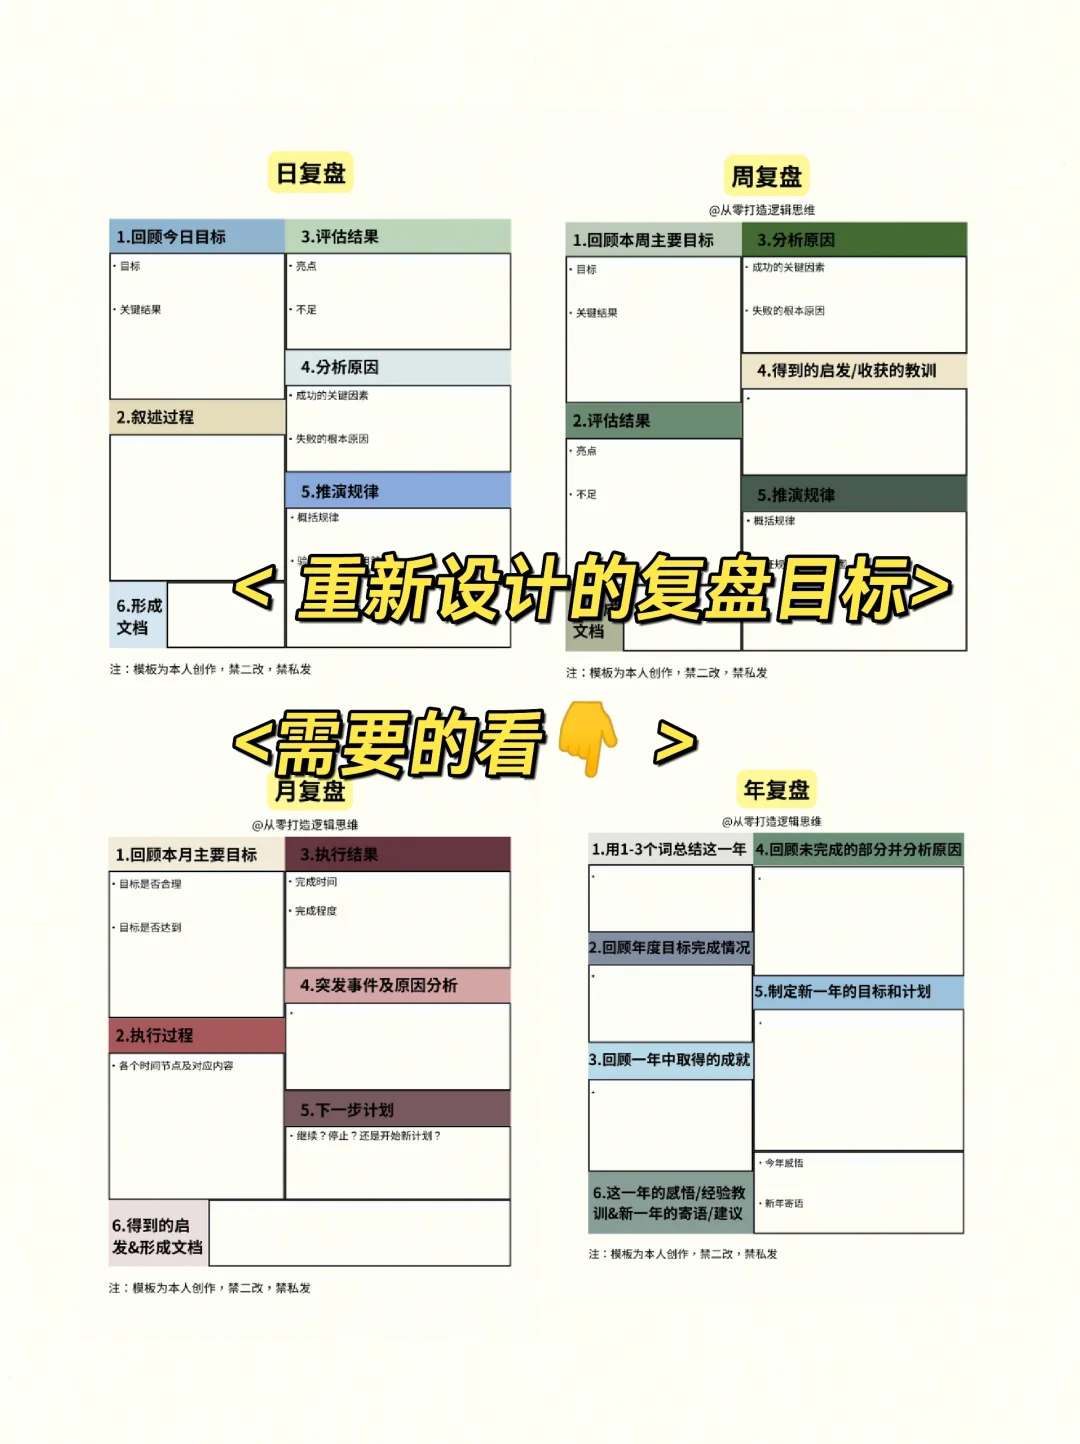 日复盘
1.回顾今日目标
· 目标
· 关键结果
2.叙述过程
6.形成
文档
3.评估结果
· 亮点
· 不足
4.分析原因
· 成功的关键因素
· 失败的根本原因
5.推演规律
· 概括规律
注：模板为本人创作，禁二改，禁私发
周复盘
@从零打造逻辑思维
1.回顾本周主要目标
· 目标
· 关键结果
2.评估结果
· 亮点
· 不足
文档
3.分析原因
· 成功的关键因素
· 失败的根本原因
4.得到的启发/收获的教训
·
5.推演规律
· 概括规律
注：模板为本人创作，禁二改，禁私发
< 重新设计的复盘目标>
<需要的看👇 >
月复盘
@从零打造逻辑思维
1.回顾本月主要目标
· 目标是否合理
· 目标是否达到
2.执行过程
· 各个时间节点及对应内容
3.执行结果
· 完成时间
· 完成程度
4.突发事件及原因分析
·
5.下一步计划
· 继续？停止？还是开始新计划？
6.得到的启
发&形成文档
注：模板为本人创作，禁二改，禁私发
年复盘
@从零打造逻辑思维
1.用1-3个词总结这一年
·
2.回顾年度目标完成情况
·
3.回顾一年中取得的成就
·
4.回顾未完成的部分并分析原因
·
5.制定新一年的目标和计划
·
6.这一年的感悟/经验教
训&新一年的寄语/建议
· 今年感悟
· 新年寄语
注：模板为本人创作，禁二改，禁私发